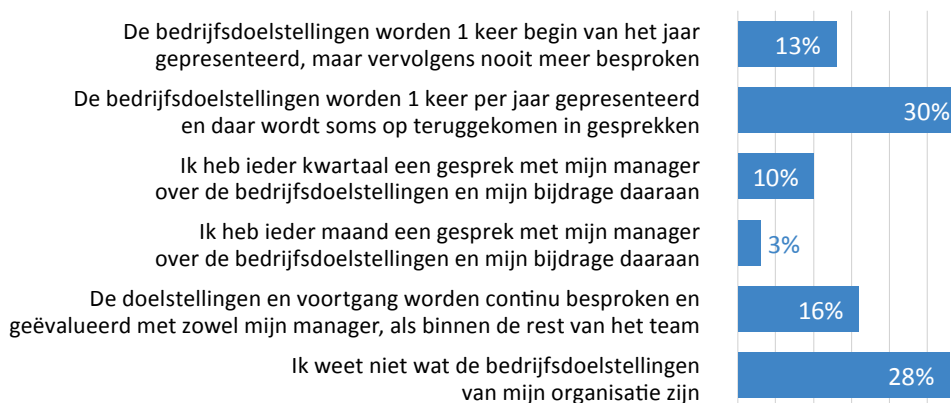 De bedrijfsdoelstellingen worden 1 keer begin van het jaar
gepresenteerd, maar vervolgens nooit meer besproken
13%
De bedrijfsdoelstellingen worden 1 keer per jaar gepresenteerd
en daar wordt soms op teruggekomen in gesprekken
30%
Ik heb ieder kwartaal een gesprek met mijn manager
over de bedrijfsdoelstellingen en mijn bijdrage daaraan
10%
Ik heb ieder maand een gesprek met mijn manager
over de bedrijfsdoelstellingen en mijn bijdrage daaraan
3%
De doelstellingen en voortgang worden continu besproken en
geëvalueerd met zowel mijn manager, als binnen de rest van het team
16%
Ik weet niet wat de bedrijfsdoelstellingen
van mijn organisatie zijn
28%